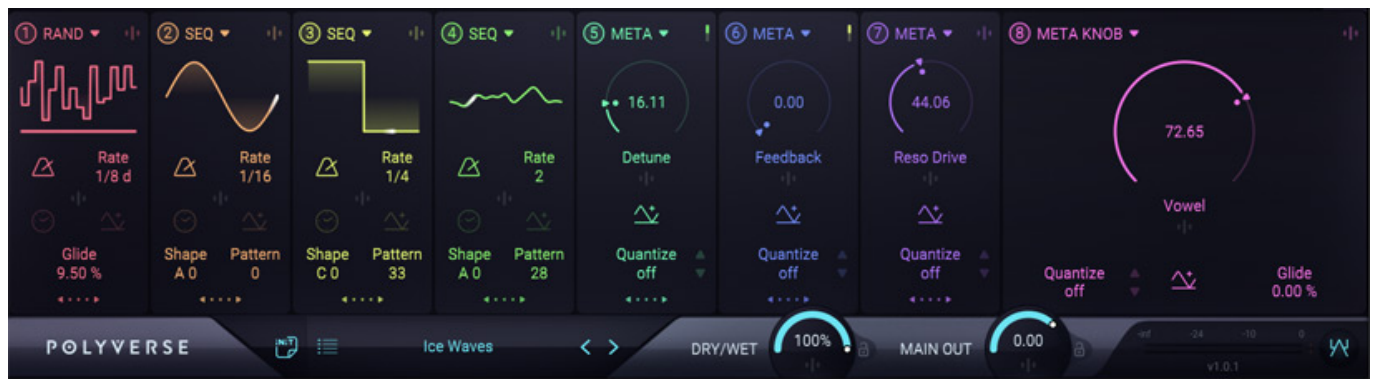 1 RAND
2 SEQ
3 SEQ
4 SEQ
5 META
6 META
7 META
8 META KNOB
16.11
0.00
44.06
72.65
Rate
1/8 d
Rate
1/16
Rate
1/4
Rate
2
Detune
Feedback
Reso Drive
Vowel
Glide
9.50 %
Shape
A 0
Pattern
0
Shape
C 0
Pattern
33
Shape
A 0
Pattern
28
Quantize
off
Quantize
off
Quantize
off
Quantize
off
Glide
0.00 %
POLYVERSE
INIT
Ice Waves
DRY/WET
100%
MAIN OUT
0.00
-inf -24 -10 0
v1.0.1